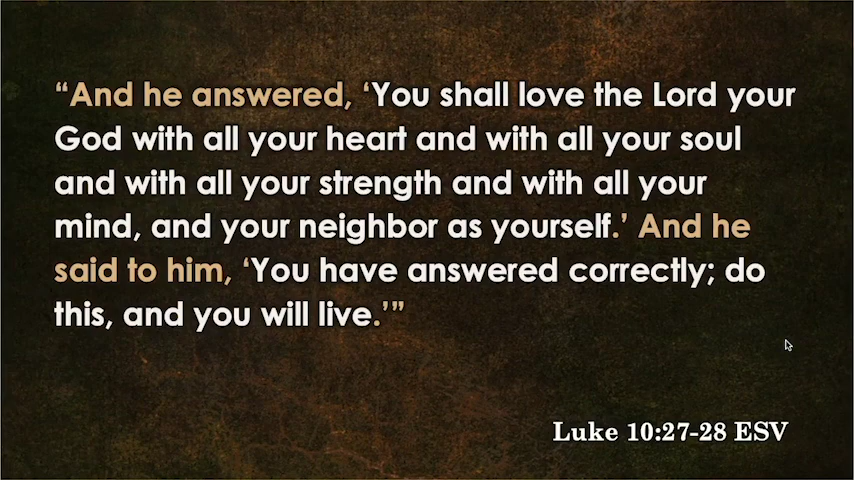 “And he answered, ‘You shall love the Lord your
God with all your heart and with all your soul
and with all your strength and with all your
mind, and your neighbor as yourself.’ And he
said to him, ‘You have answered correctly; do
this, and you will live.’”
Luke 10:27-28 ESV